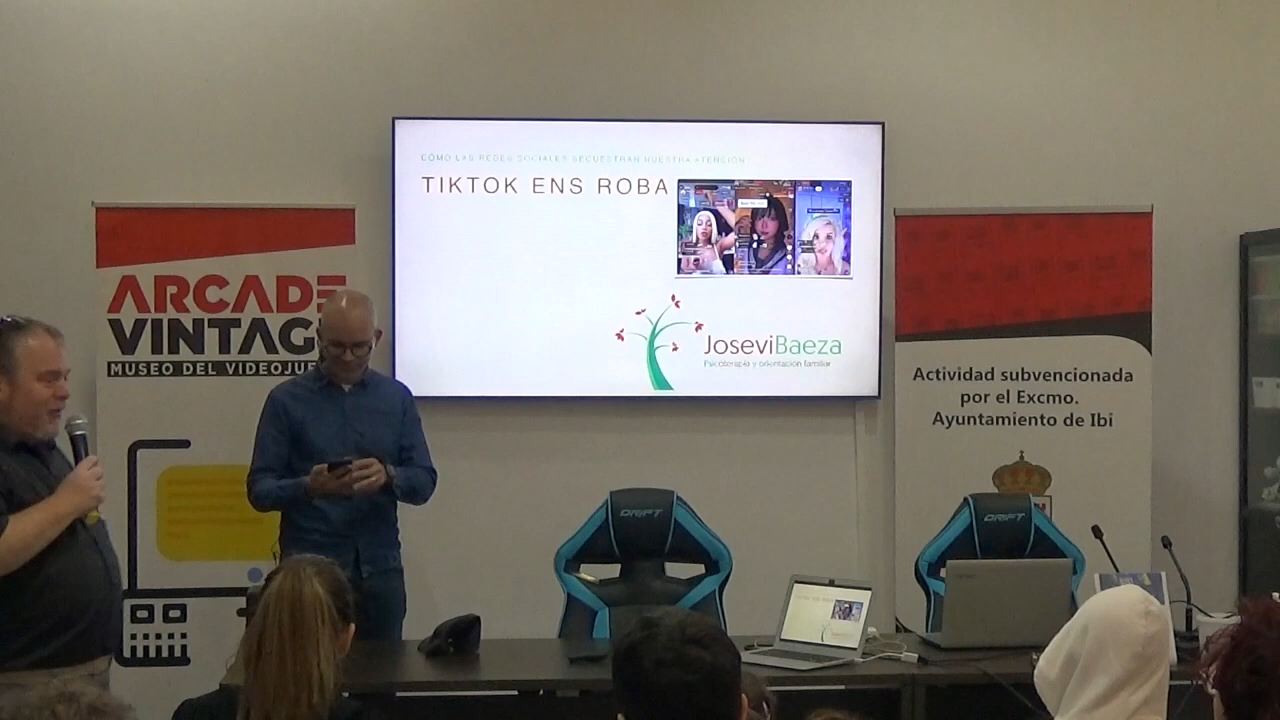 CÓMO LAS REDES SOCIALES SECUESTRAN NUESTRA ATENCIÓN
TIKTOK ENS ROBA
JoseviBaeza
Psicoterapia y orientación familiar
ARCADE
VINTAG
MUSEO DEL VIDEOJUE
Actividad subvencionada
por el Excmo.
Ayuntamiento de Ibi
DRIFT
DRIFT